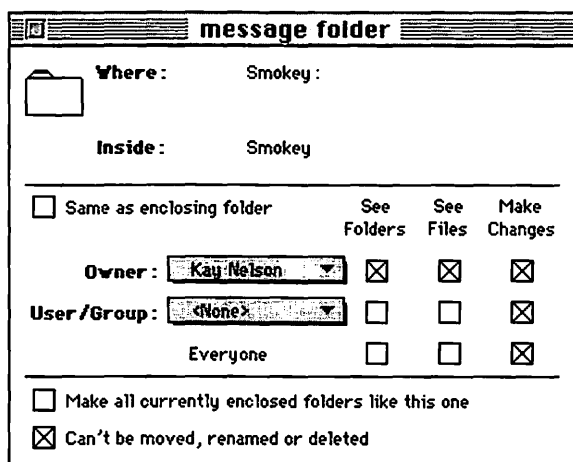 message folder
Where: Smokey:
Inside: Smokey
Same as enclosing folder
See Folders
See Files
Make Changes
Owner: Kay Nelson
User/Group: <None>
Everyone
Make all currently enclosed folders like this one
Can't be moved, renamed or deleted